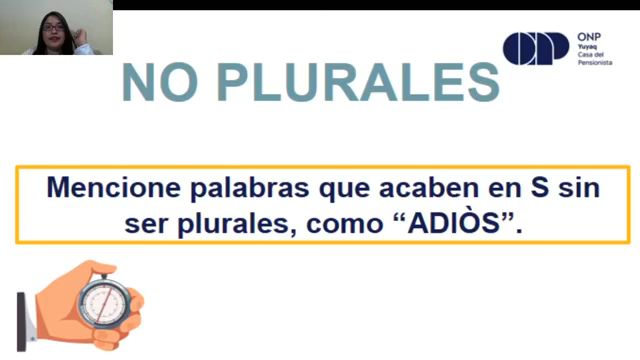 NO PLURALES
ONP
Yuyaq
Casa del
Pensionista
Mencione palabras que acaben en S sin
ser plurales, como “ADIÒS”.